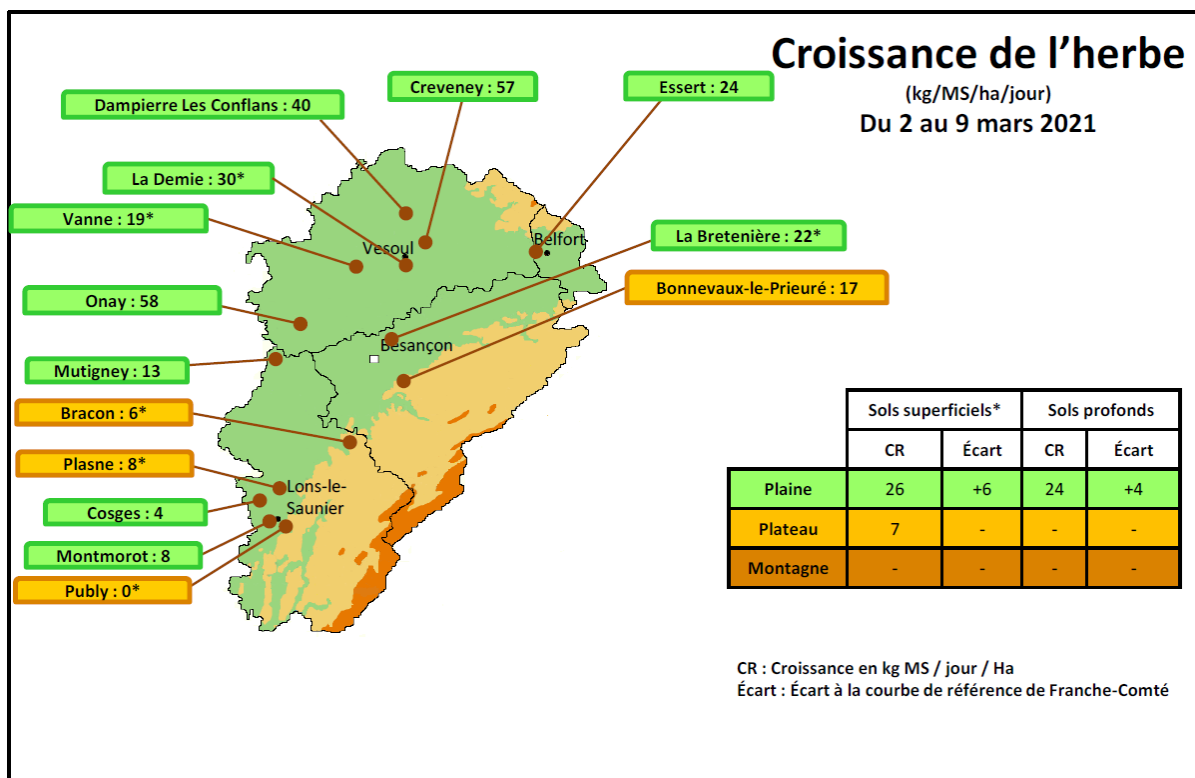 Croissance de l’herbe
(kg/MS/ha/jour)
Du 2 au 9 mars 2021
Creveney : 57
Essert : 24
Dampierre Les Conflans : 40
La Demie : 30*
Vanne : 19*
La Bretenière : 22*
Vesoul
Belfort
Bonnevaux-le-Prieuré : 17
Onay : 58
Besançon
Mutigney : 13
Bracon : 6*
Plasne : 8*
Lons-le-
Saunier
Cosges : 4
Montmorot : 8
Publy : 0*
Sols superficiels* Sols profonds
CR Écart CR Écart
Plaine 26 +6 24 +4
Plateau 7 - - -
Montagne - - - -
CR : Croissance en kg MS / jour / Ha
Écart : Écart à la courbe de référence de Franche-Comté